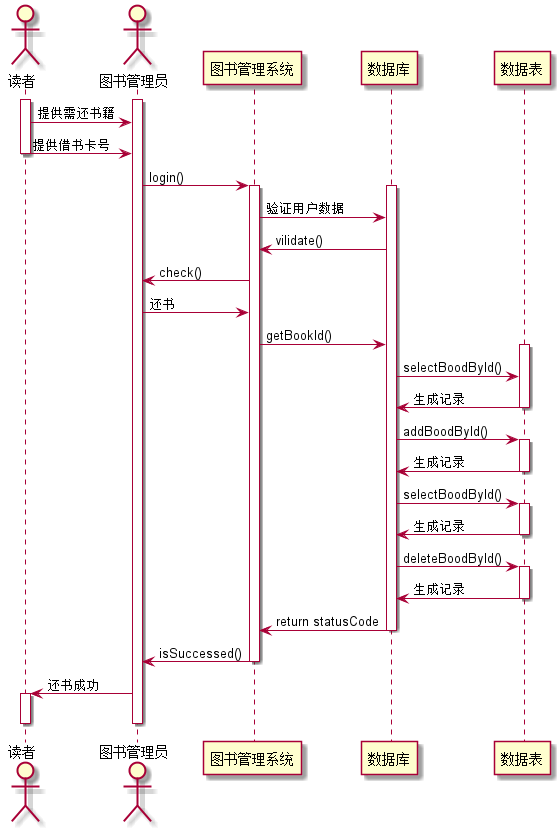 读者
图书管理员
图书管理系统
数据库
数据表
提供需还书籍
提供借书卡号
login()
验证用户数据
vilidate()
check()
还书
getBookId()
selectBoodById()
生成记录
addBoodById()
生成记录
selectBoodById()
生成记录
deleteBoodById()
生成记录
return statusCode
isSuccessed()
还书成功
读者
图书管理员
图书管理系统
数据库
数据表